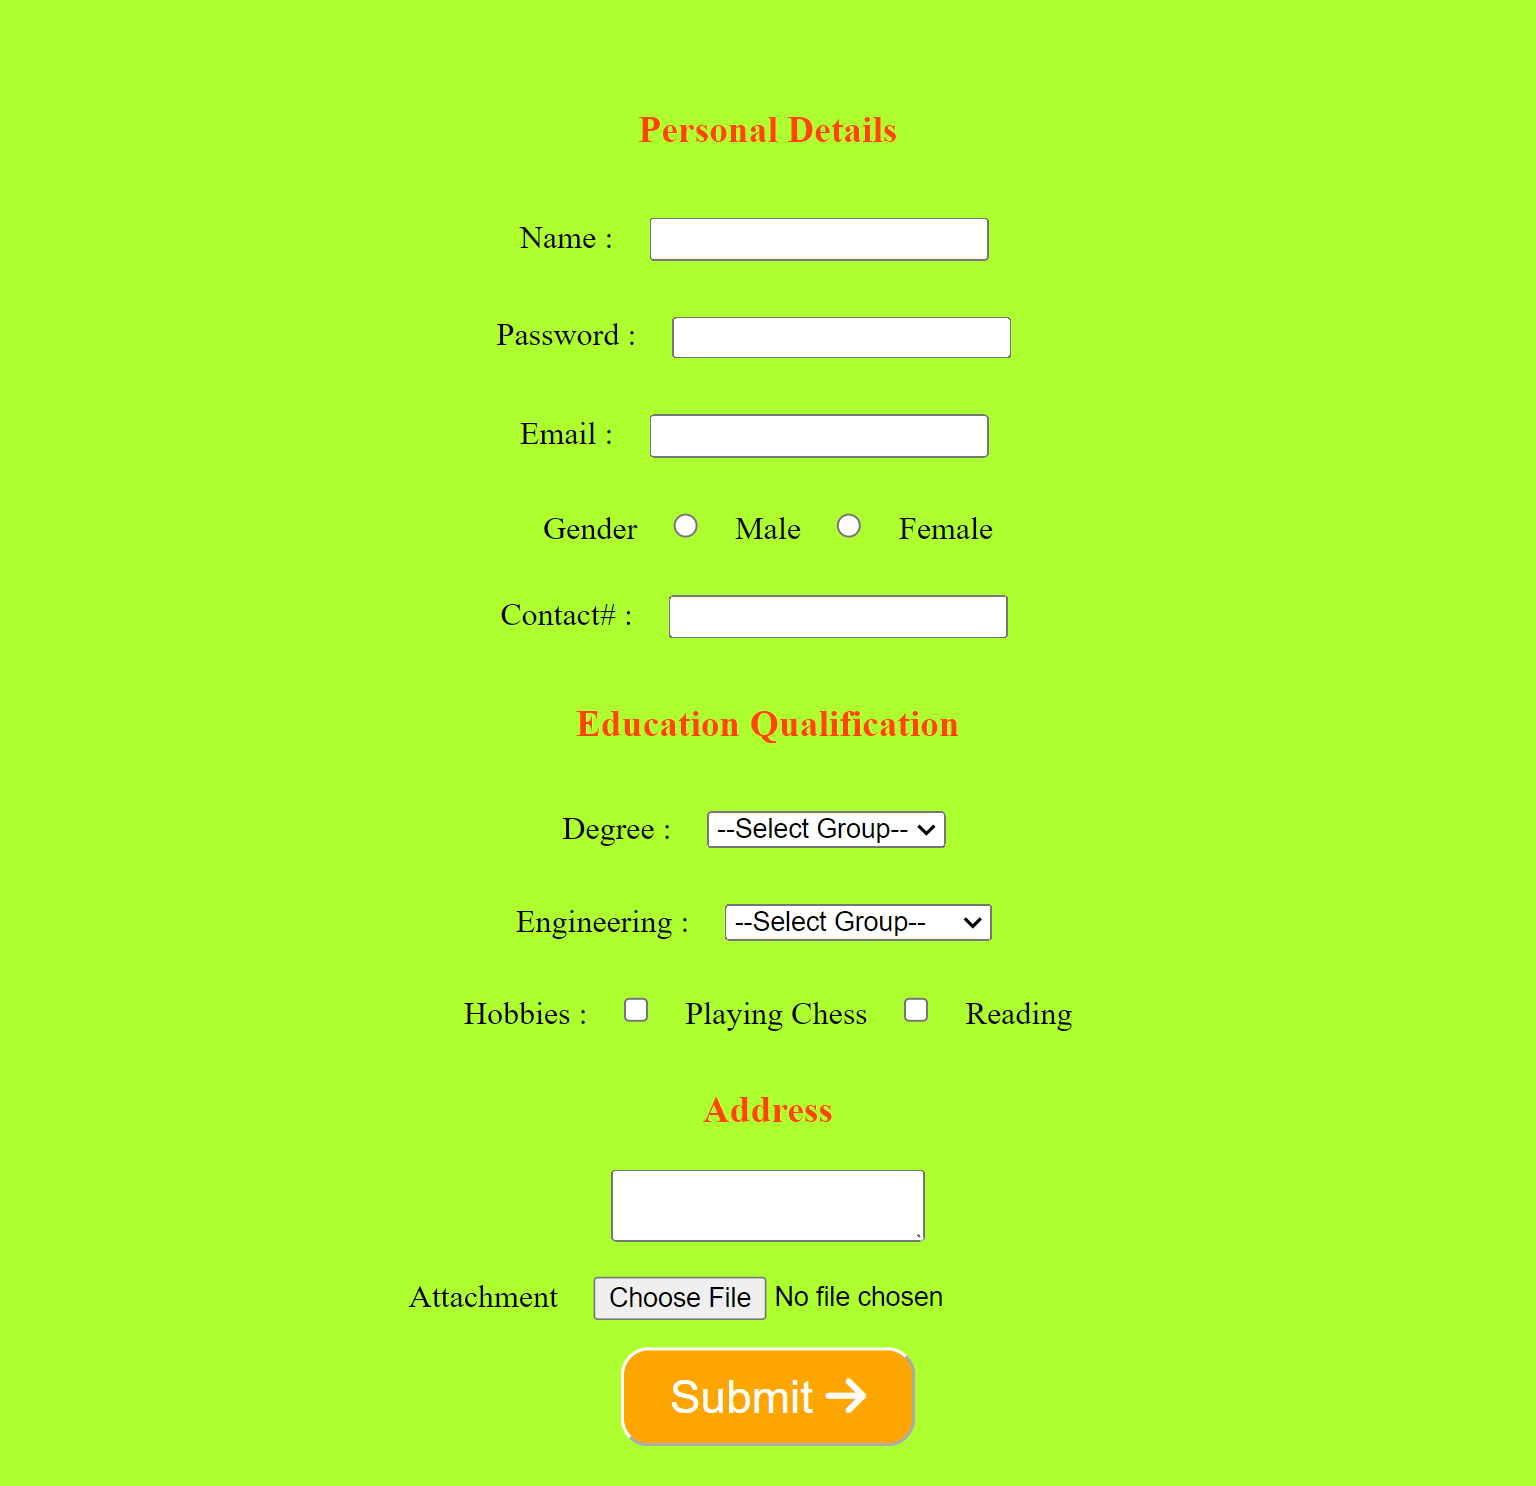 Personal Details
Name :
Password :
Email :
Gender Male Female
Contact# :
Education Qualification
Degree : --Select Group--
Engineering : --Select Group--
Hobbies : Playing Chess Reading
Address
Attachment Choose File No file chosen
Submit →